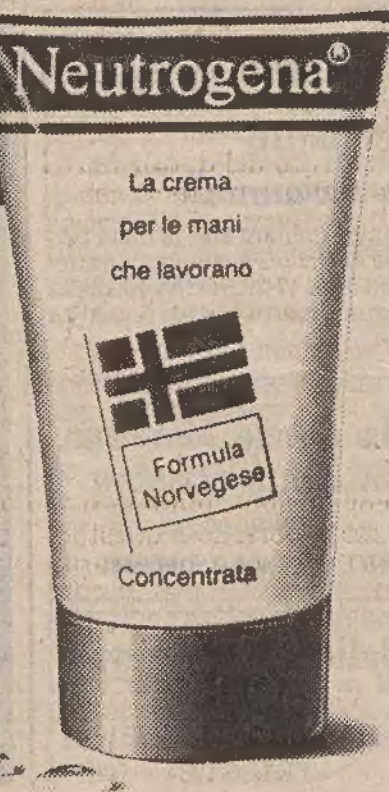 Neutrogena®
La crema
per le mani
che lavorano
Formula
Norvegese
Concentrata